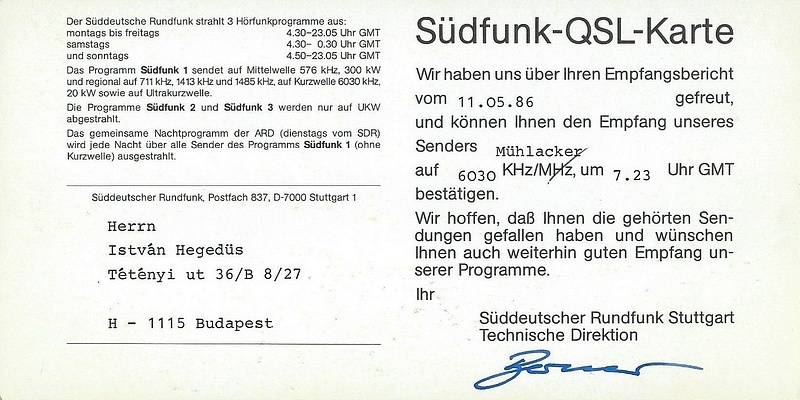 Der Süddeutsche Rundfunk strahlt 3 Hörfunkprogramme aus:
montags bis freitags 4.30–23.05 Uhr GMT
samstags 4.30– 0.30 Uhr GMT
und sonntags 4.50–23.05 Uhr GMT
Das Programm Südfunk 1 sendet auf Mittelwelle 576 kHz, 300 kW
und regional auf 711 kHz, 1413 kHz und 1485 kHz, auf Kurzwelle 6030 kHz,
20 kW sowie auf Ultrakurzwelle.
Die Programme Südfunk 2 und Südfunk 3 werden nur auf UKW
abgestrahlt.
Das gemeinsame Nachtprogramm der ARD (dienstags vom SDR)
wird jede Nacht über alle Sender des Programms Südfunk 1 (ohne
Kurzwelle) ausgestrahlt.
Süddeutscher Rundfunk, Postfach 837, D-7000 Stuttgart 1
Herrn
István Hegedüs
Tétényi ut 36/B 8/27
H - 1115 Budapest
Südfunk-QSL-Karte
Wir haben uns über Ihren Empfangsbericht
vom 11.05.86 gefreut,
und können Ihnen den Empfang unseres
Senders Mühlacker
auf 6030 KHz/MHz, um 7.23 Uhr GMT
bestätigen.
Wir hoffen, daß Ihnen die gehörten Sen-
dungen gefallen haben und wünschen
Ihnen auch weiterhin guten Empfang un-
serer Programme.
Ihr
Süddeutscher Rundfunk Stuttgart
Technische Direktion